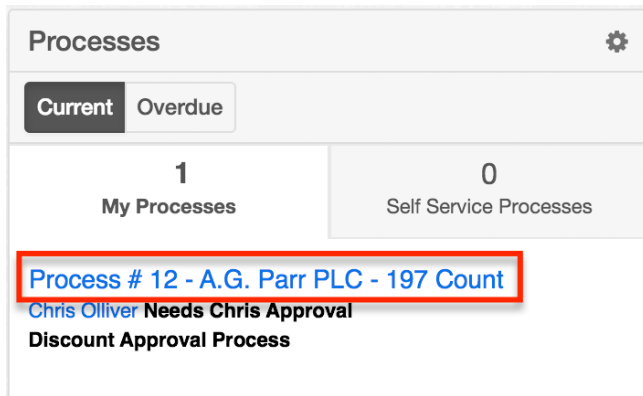 Processes
Current Overdue
1
My Processes
0
Self Service Processes
Process # 12 - A.G. Parr PLC - 197 Count
Chris Olliver Needs Chris Approval
Discount Approval Process